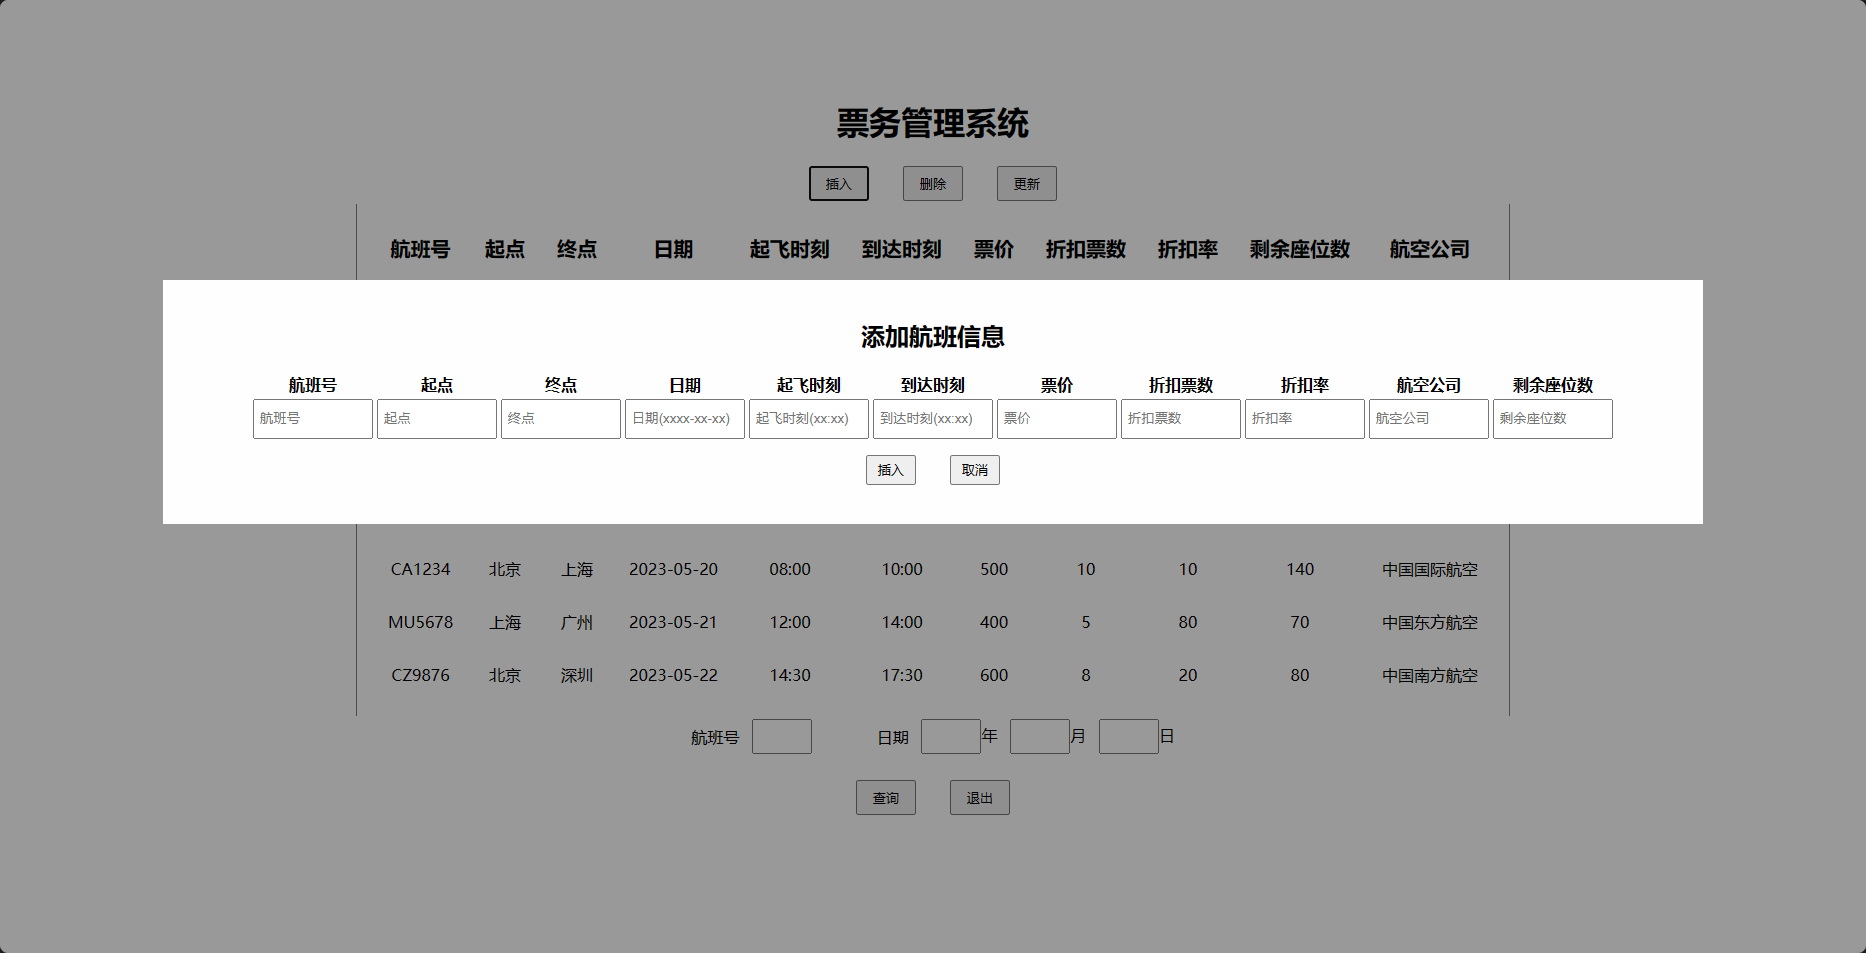 票务管理系统
插入 删除 更新
航班号 起点 终点 日期 起飞时刻 到达时刻 票价 折扣票数 折扣率 剩余座位数 航空公司
添加航班信息
航班号 起点 终点 日期 起飞时刻 到达时刻 票价 折扣票数 折扣率 航空公司 剩余座位数
航班号 起点 终点 日期(xxxx-xx-xx) 起飞时刻(xx:xx) 到达时刻(xx:xx) 票价 折扣票数 折扣率 航空公司 剩余座位数
插入 取消
CA1234 北京 上海 2023-05-20 08:00 10:00 500 10 10 140 中国国际航空
MU5678 上海 广州 2023-05-21 12:00 14:00 400 5 80 70 中国东方航空
CZ9876 北京 深圳 2023-05-22 14:30 17:30 600 8 20 80 中国南方航空
航班号 日期 年 月 日
查询 退出